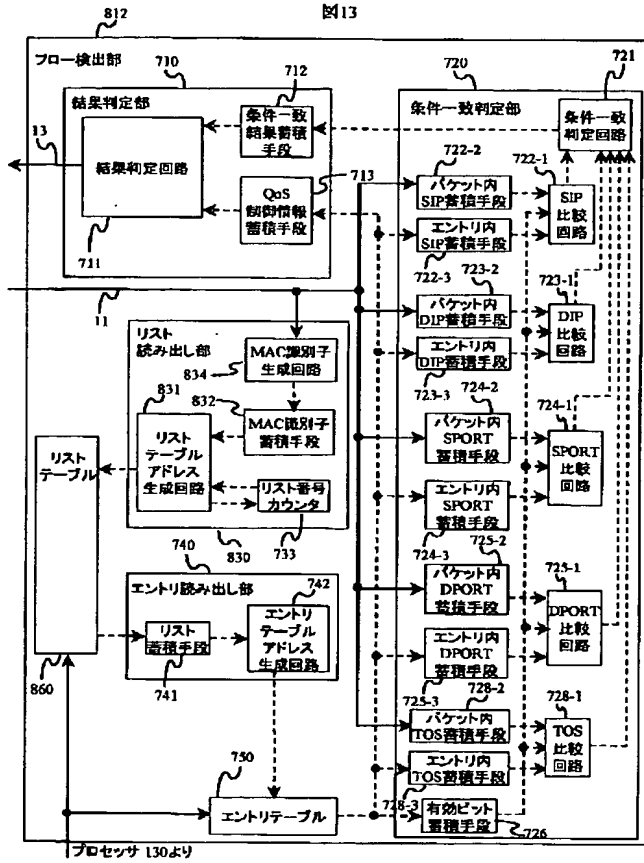 図13
812
フロー検出部
710
結果判定部
712
条件一致
結果蓄積
手段
13
結果判定回路
713
QoS
制御情報
蓄積手段
711
11
720
条件一致判定部
721
条件一致
判定回路
722-2
パケット内
SIP蓄積手段
722-1
SIP
比較
回路
エントリ内
SIP蓄積手段
722-3
723-2
パケット内
DIP蓄積手段
723-1
DIP
比較
回路
エントリ内
DIP蓄積手段
723-3
724-2
パケット内
SPORT
蓄積手段
724-1
SPORT
比較
回路
エントリ内
SPORT
蓄積手段
724-3
725-2
パケット内
DPORT
蓄積手段
725-1
DPORT
比較
回路
エントリ内
DPORT
蓄積手段
725-3
728-2
パケット内
TOS蓄積手段
728-1
TOS
比較
回路
エントリ内
TOS蓄積手段
728-3
有効ビット
蓄積手段
726
リスト
読み出し部
834
MAC識別子
生成回路
831
832
MAC識別子
蓄積手段
リスト
テーブル
アドレス
生成回路
リスト番号
カウンタ
733
830
リスト
テーブル
860
740
エントリ読み出し部
742
リスト
蓄積手段
741
エントリ
テーブル
アドレス
生成回路
750
エントリテーブル
プロセッサ130より